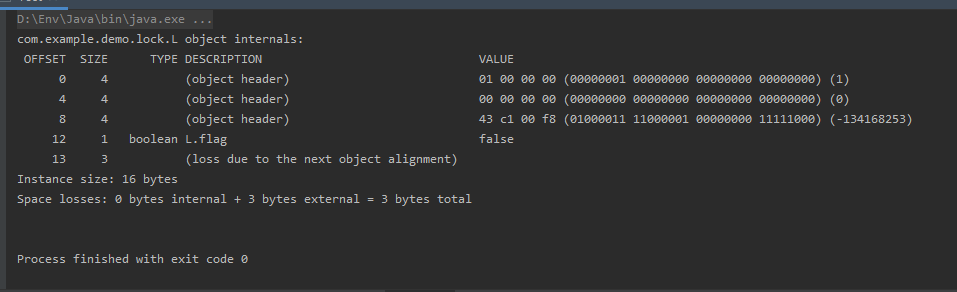 D:\Env\Java\bin\java.exe ...
com.example.demo.lock.L object internals:
 OFFSET  SIZE      TYPE DESCRIPTION                               VALUE
      0     4           (object header)                           01 00 00 00 (00000001 00000000 00000000 00000000) (1)
      4     4           (object header)                           00 00 00 00 (00000000 00000000 00000000 00000000) (0)
      8     4           (object header)                           43 c1 00 f8 (01000011 11000001 00000000 11111000) (-134168253)
     12     1   boolean L.flag                                    false
     13     3           (loss due to the next object alignment)
Instance size: 16 bytes
Space losses: 0 bytes internal + 3 bytes external = 3 bytes total
Process finished with exit code 0